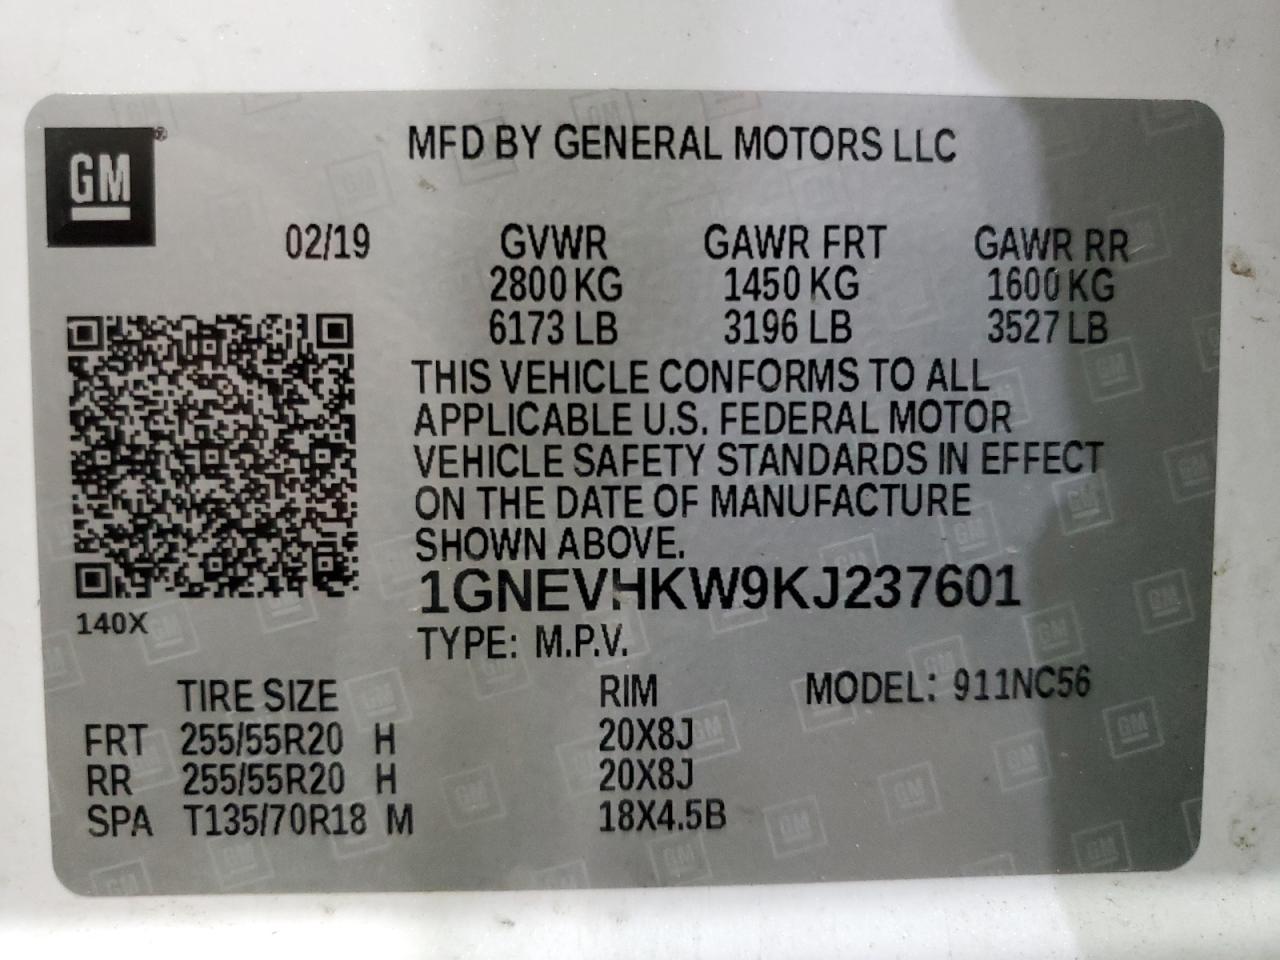 GM®
MFD BY GENERAL MOTORS LLC
02/19 GVWR GAWR FRT GAWR RR
2800 KG 1450 KG 1600 KG
6173 LB 3196 LB 3527 LB
THIS VEHICLE CONFORMS TO ALL
APPLICABLE U.S. FEDERAL MOTOR
VEHICLE SAFETY STANDARDS IN EFFECT
ON THE DATE OF MANUFACTURE
SHOWN ABOVE.
1GNEVHKW9KJ237601
140X
TYPE: M.P.V.
TIRE SIZE RIM MODEL: 911NC56
FRT 255/55R20 H 20X8J
RR 255/55R20 H 20X8J
SPA T135/70R18 M 18X4.5B